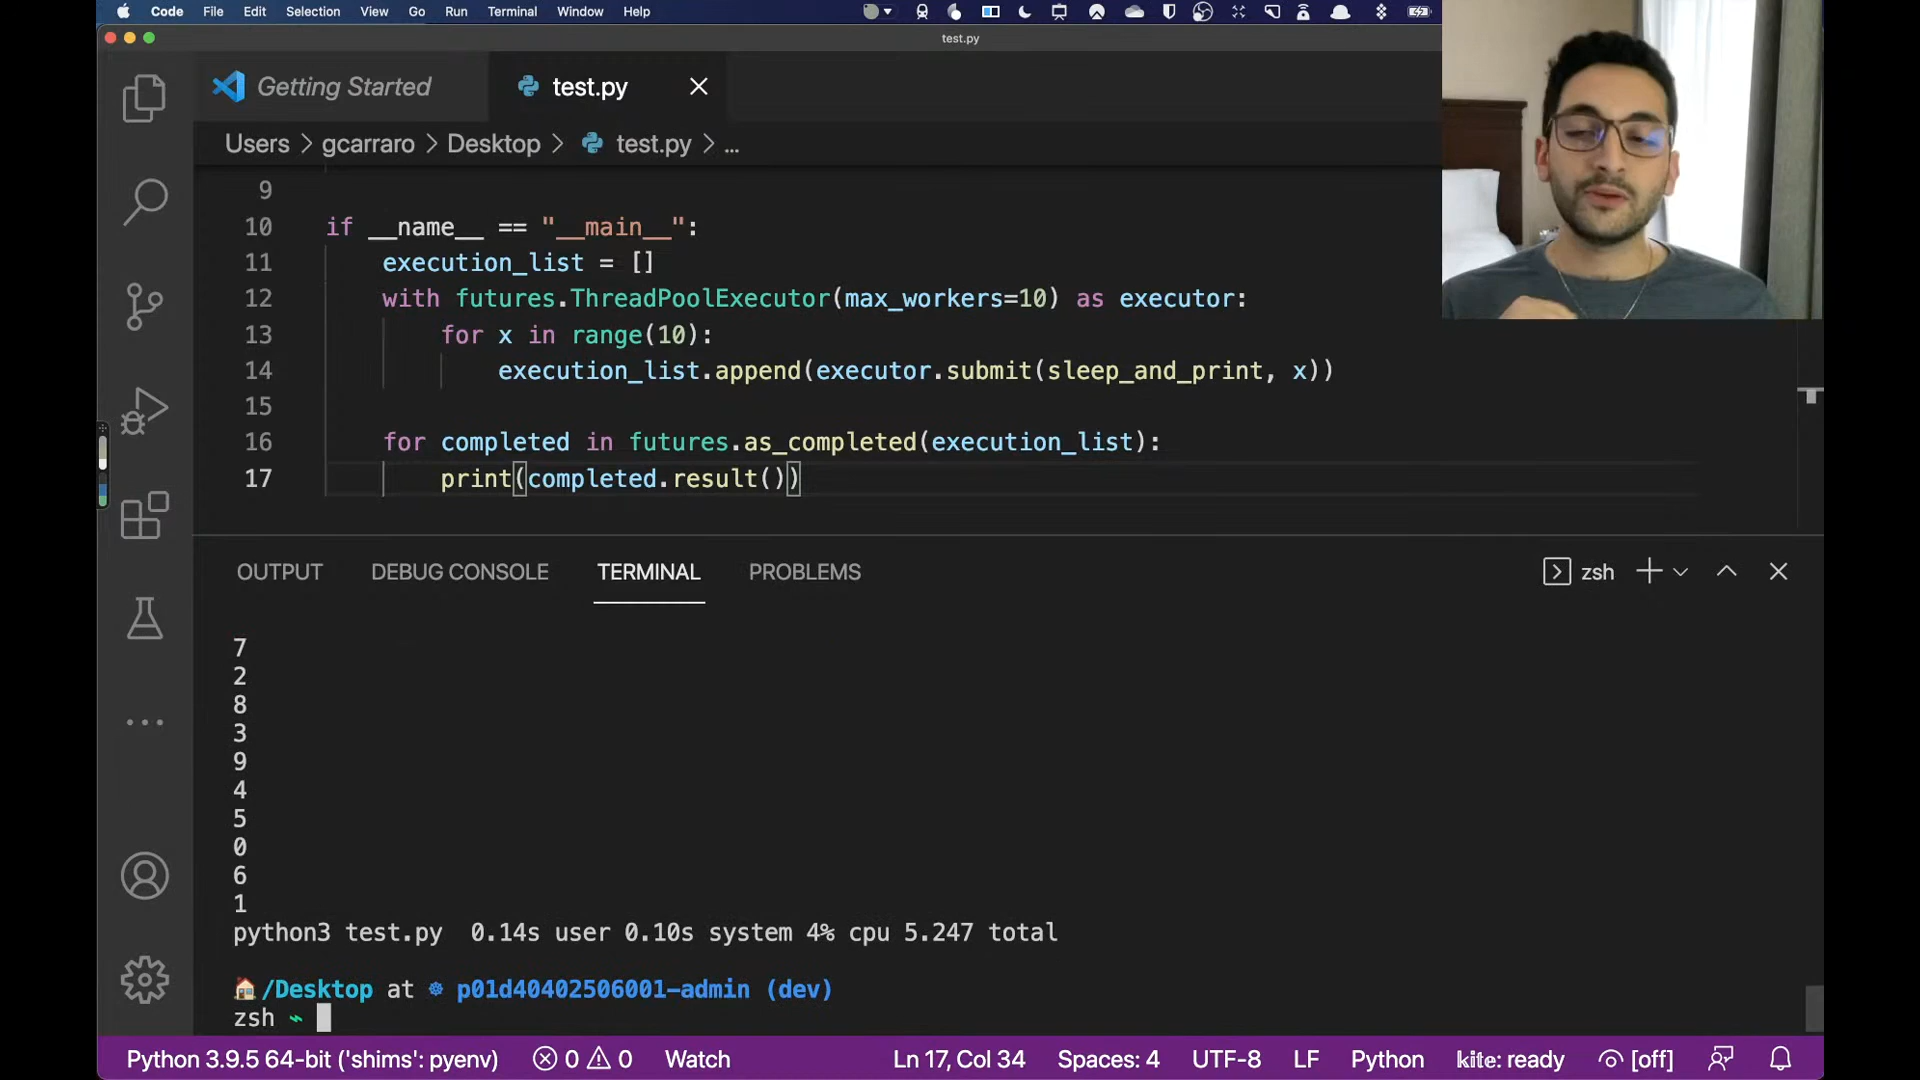 Code File Edit Selection View Go Run Terminal Window Help
test.py
Getting Started test.py
Users > gcarraro > Desktop > test.py > ...
9
10 if __name__ == "__main__":
11 execution_list = []
12 with futures.ThreadPoolExecutor(max_workers=10) as executor:
13 for x in range(10):
14 execution_list.append(executor.submit(sleep_and_print, x))
15
16 for completed in futures.as_completed(execution_list):
17 print(completed.result())
OUTPUT DEBUG CONSOLE TERMINAL PROBLEMS zsh
7
2
8
3
9
4
5
0
6
1
python3 test.py 0.14s user 0.10s system 4% cpu 5.247 total
/Desktop at p01d40402506001-admin (dev)
zsh
Python 3.9.5 64-bit ('shims': pyenv) 0 0 Watch Ln 17, Col 34 Spaces: 4 UTF-8 LF Python kite: ready [off]